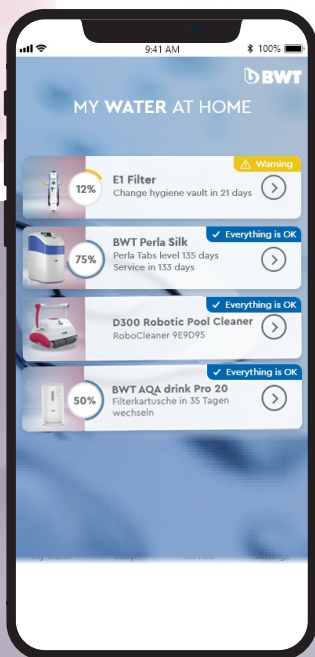 9:41 AM
100%
BWT
MY WATER AT HOME
Warning
12%
E1 Filter
Change hygiene vault in 21 days
Everything is OK
75%
BWT Perla Silk
Perla Tabs level 135 days
Service in 133 days
Everything is OK
D300 Robotic Pool Cleaner
RoboCleaner 9E9D95
Everything is OK
50%
BWT AQA drink Pro 20
Filterkartusche in 35 Tagen
wechseln